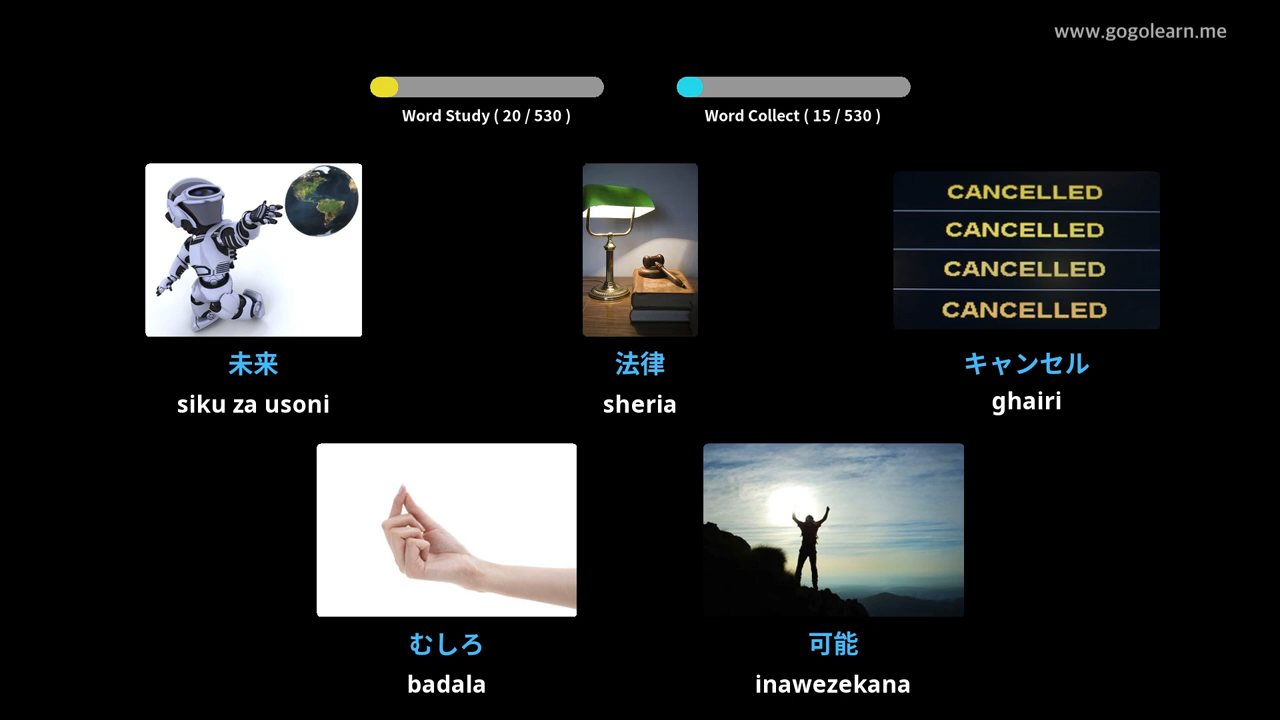 www.gogolearn.me
Word Study ( 20 / 530 )
Word Collect ( 15 / 530 )
CANCELLED
CANCELLED
CANCELLED
CANCELLED
未来
法律
キャンセル
siku za usoni
sheria
ghairi
むしろ
可能
badala
inawezekana